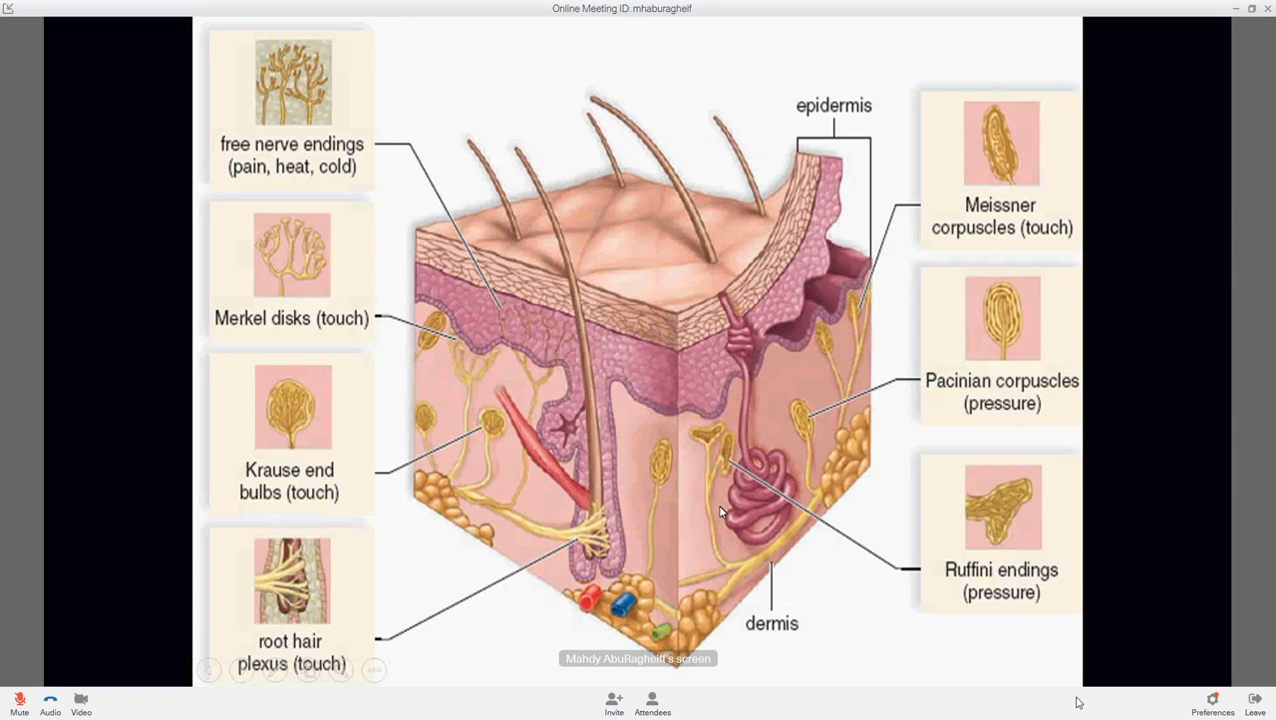 Online Meeting ID: mhaburagheif
free nerve endings
(pain, heat, cold)
Merkel disks (touch)
Krause end
bulbs (touch)
root hair
plexus (touch)
epidermis
Meissner
corpuscles (touch)
Pacinian corpuscles
(pressure)
Ruffini endings
(pressure)
dermis
Mahdy AbuRagheiff's screen
Mute
Audio
Video
Invite
Attendees
Preferences
Leave